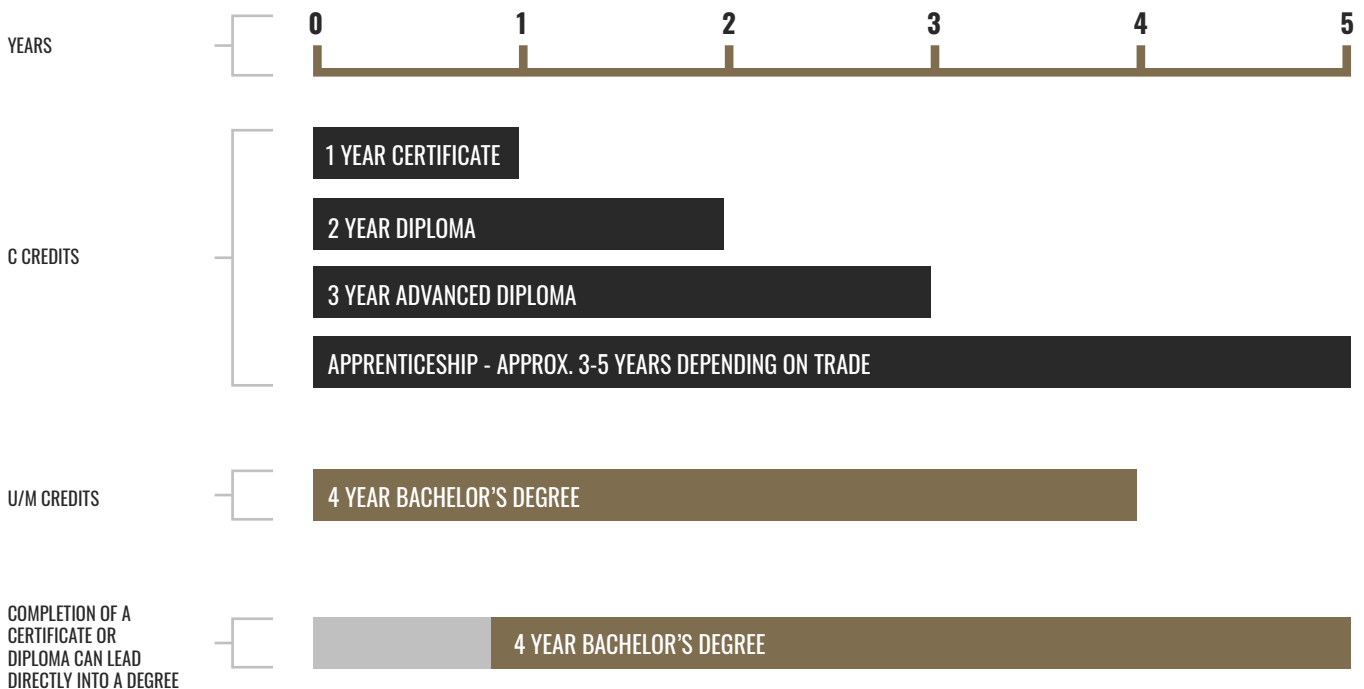 YEARS
0 1 2 3 4 5
C CREDITS
1 YEAR CERTIFICATE
2 YEAR DIPLOMA
3 YEAR ADVANCED DIPLOMA
APPRENTICESHIP - APPROX. 3-5 YEARS DEPENDING ON TRADE
U/M CREDITS
4 YEAR BACHELOR’S DEGREE
COMPLETION OF A
CERTIFICATE OR
DIPLOMA CAN LEAD
DIRECTLY INTO A DEGREE
4 YEAR BACHELOR’S DEGREE